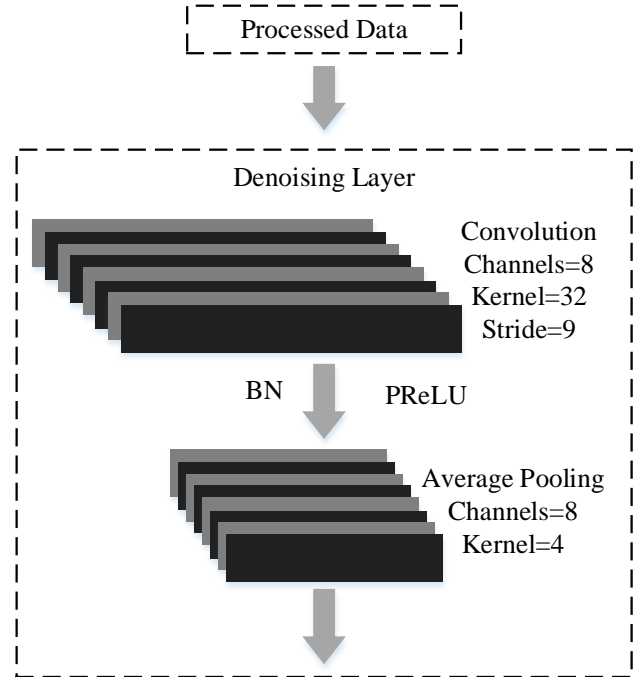 Processed Data
Denoising Layer
Convolution
Channels=8
Kernel=32
Stride=9
BN
PReLU
Average Pooling
Channels=8
Kernel=4